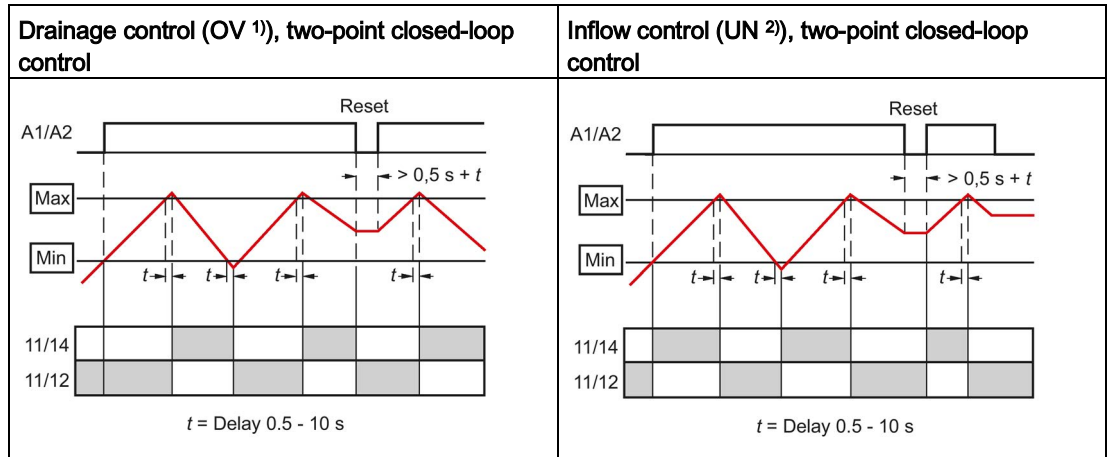 Drainage control (OV 1)), two-point closed-loop
control
Inflow control (UN 2)), two-point closed-loop
control
Reset
A1/A2
> 0,5 s + t
Max
Min
t
t
t
t
11/14
11/12
t = Delay 0.5 - 10 s
Reset
A1/A2
> 0,5 s + t
Max
Min
t
t
t
t
11/14
11/12
t = Delay 0.5 - 10 s